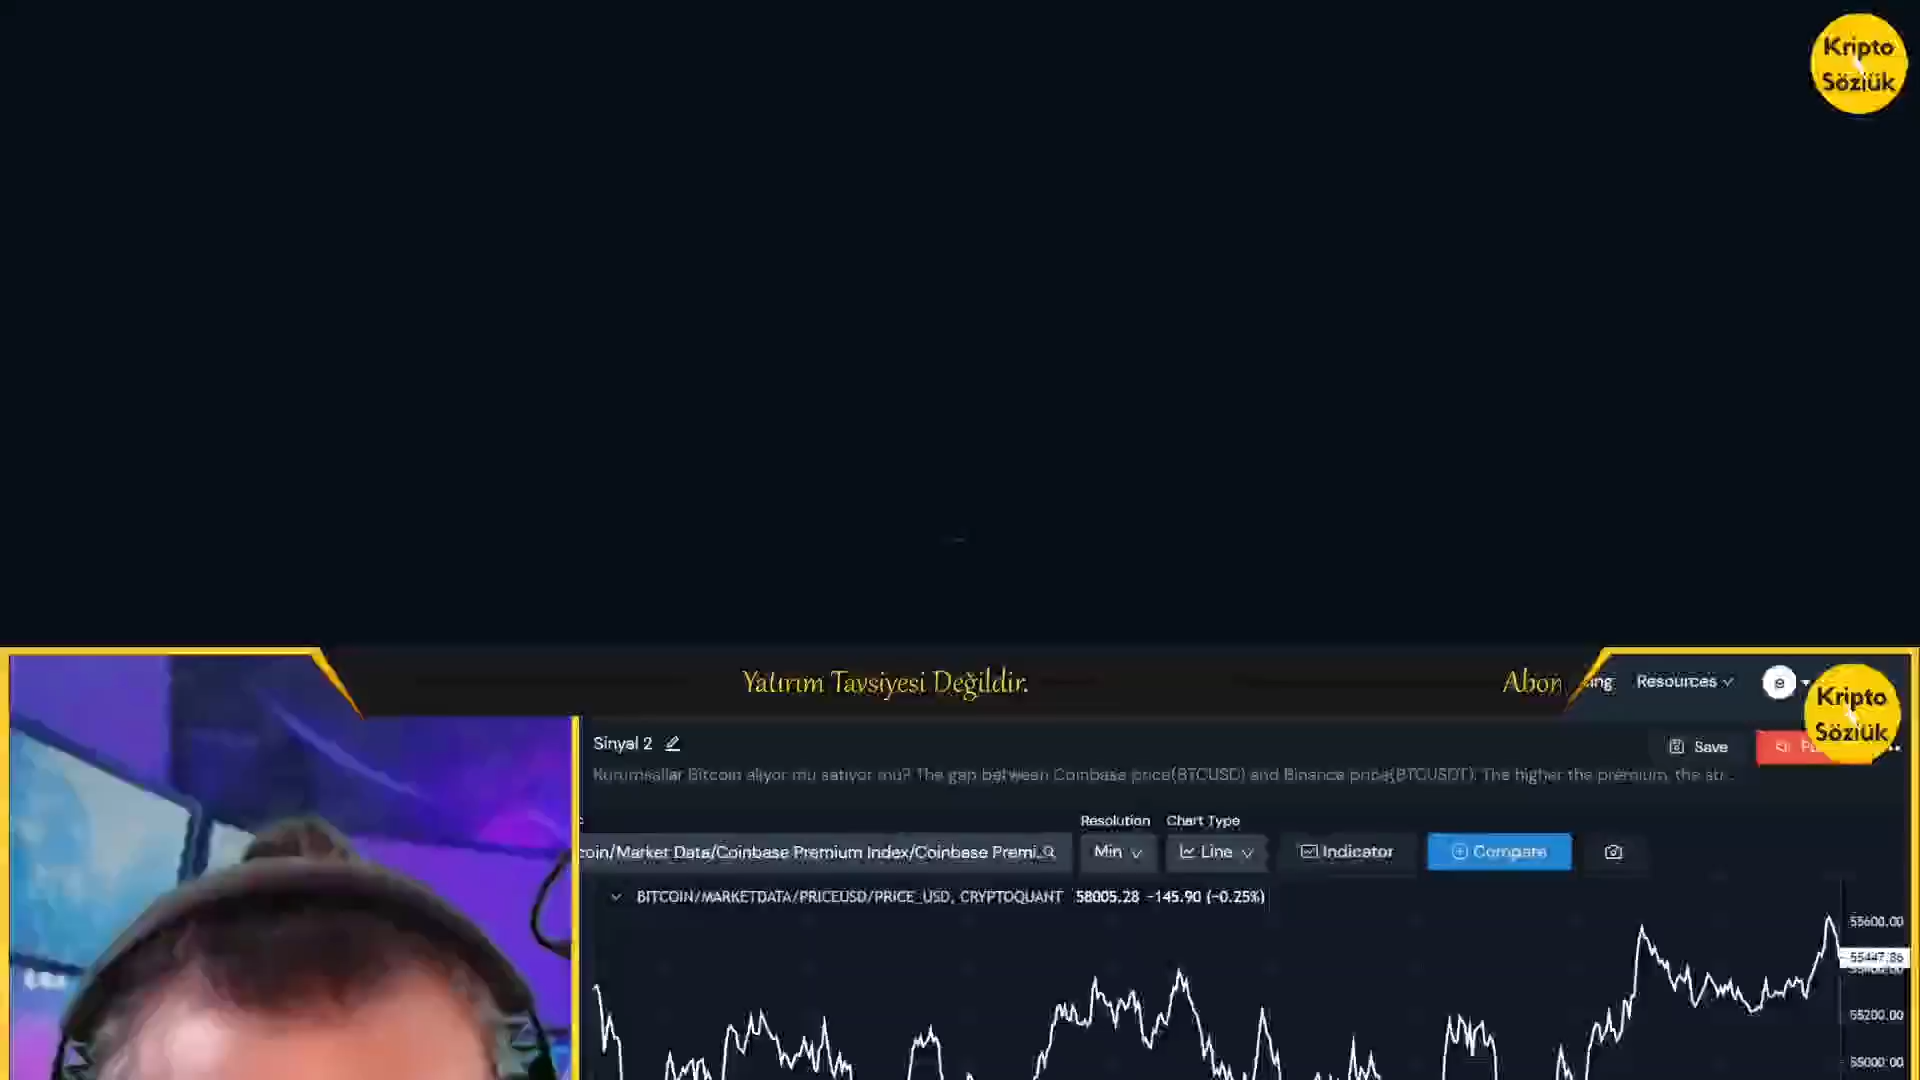 Kripto
Sözlük
Yatırım Tavsiyesi Değildir.
Abon
ing
Resources
e
Kripto
Sözlük
Sinyal 2
Save
Kurumsallar Bitcoin alıyor mu satıyor mu? The gap between Coinbase price(BTCUSD) and Binance price(BTCUSDT). The higher the premium, the str...
Resolution
Chart Type
coin/Market Data/Coinbase Premium Index/Coinbase Premi...
Min
Line
Indicator
Compare
BITCOIN/MARKETDATA/PRICEUSD/PRICE_USD, CRYPTOQUANT 58005.28 −145.90 (−0.25%)
55600.00
55447.86
55200.00
55000.00